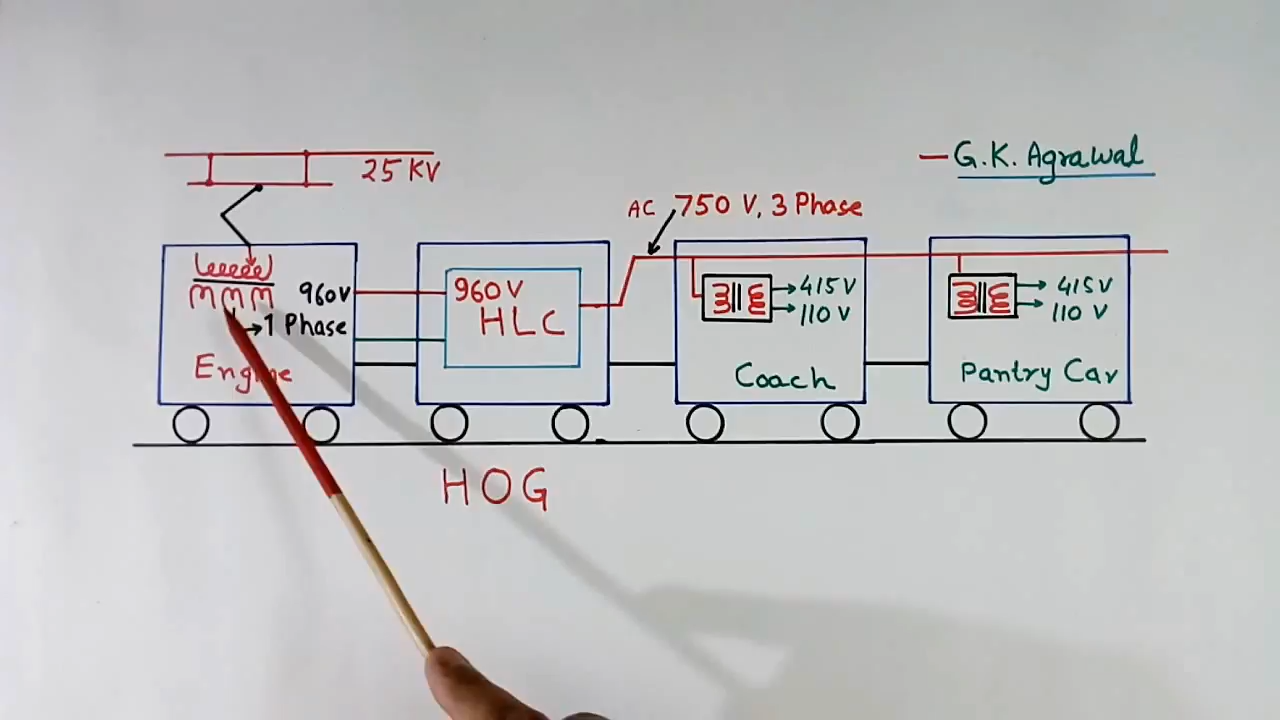 25 KV
– G.K. Agrawal
AC 750 V, 3 Phase
960V
1 Phase
Engine
960 V
HLC
415 V
110 V
Coach
415 V
110 V
Pantry Car
HOG